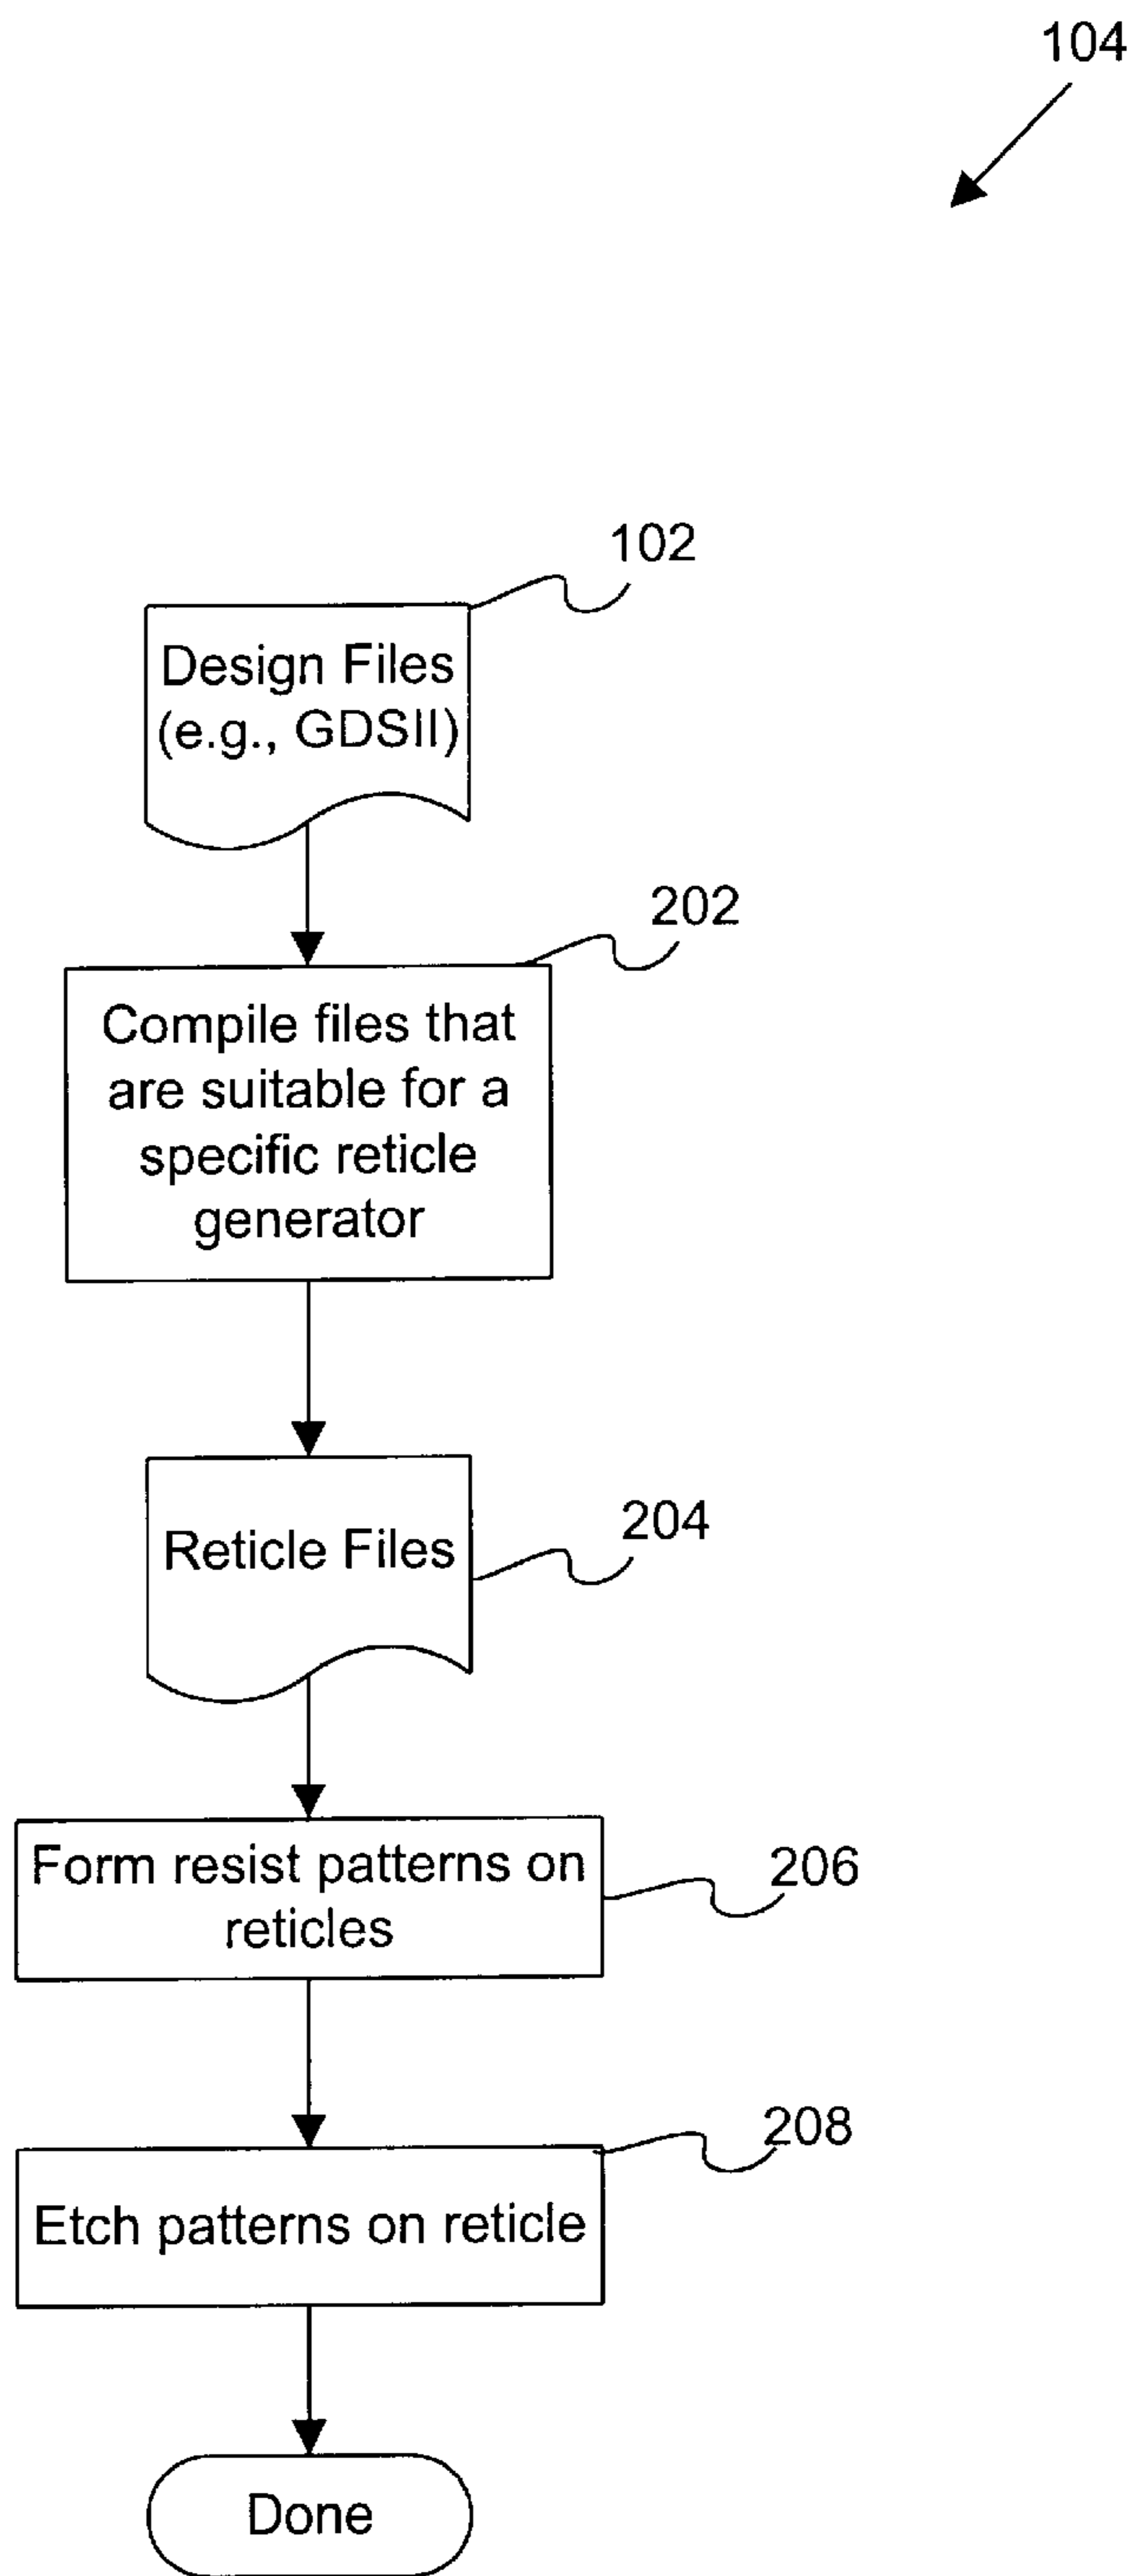 104
102
Design Files
(e.g., GDSII)
202
Compile files that
are suitable for a
specific reticle
generator
204
Reticle Files
206
Form resist patterns on
reticles
208
Etch patterns on reticle
Done